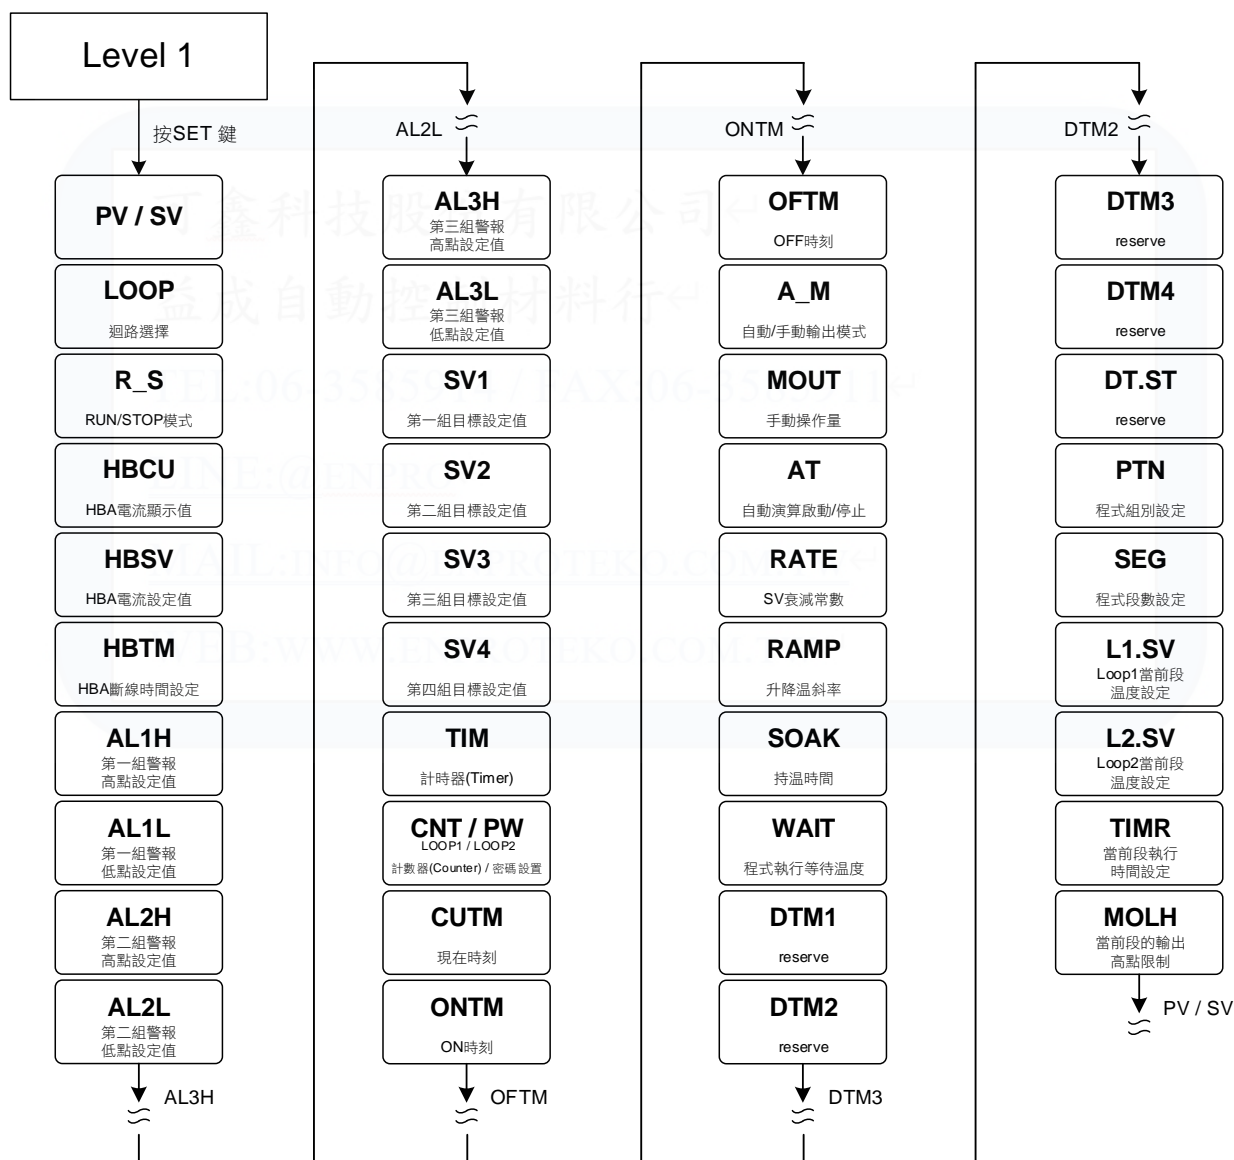 Level 1
按SET 鍵
PV / SV
LOOP
迴路選擇
R_S
RUN/STOP模式
HBCU
HBA電流顯示值
HBSV
HBA電流設定值
HBTM
HBA斷線時間設定
AL1H
第一組警報
高點設定值
AL1L
第一組警報
低點設定值
AL2H
第二組警報
高點設定值
AL2L
第二組警報
低點設定值
AL3H
AL2L
AL3H
第三組警報
高點設定值
AL3L
第三組警報
低點設定值
SV1
第一組目標設定值
SV2
第二組目標設定值
SV3
第三組目標設定值
SV4
第四組目標設定值
TIM
計時器(Timer)
CNT / PW
LOOP1 / LOOP2
計數器(Counter) / 密碼設置
CUTM
現在時刻
ONTM
ON時刻
OFTM
ONTM
OFTM
OFF時刻
A_M
自動/手動輸出模式
MOUT
手動操作量
AT
自動演算啟動/停止
RATE
SV衰減常數
RAMP
升降温斜率
SOAK
持温時間
WAIT
程式執行等待温度
DTM1
reserve
DTM2
reserve
DTM3
DTM2
DTM3
reserve
DTM4
reserve
DT.ST
reserve
PTN
程式組別設定
SEG
程式段數設定
L1.SV
Loop1當前段
温度設定
L2.SV
Loop2當前段
温度設定
TIMR
當前段執行
時間設定
MOLH
當前段的輸出
高點限制
PV / SV